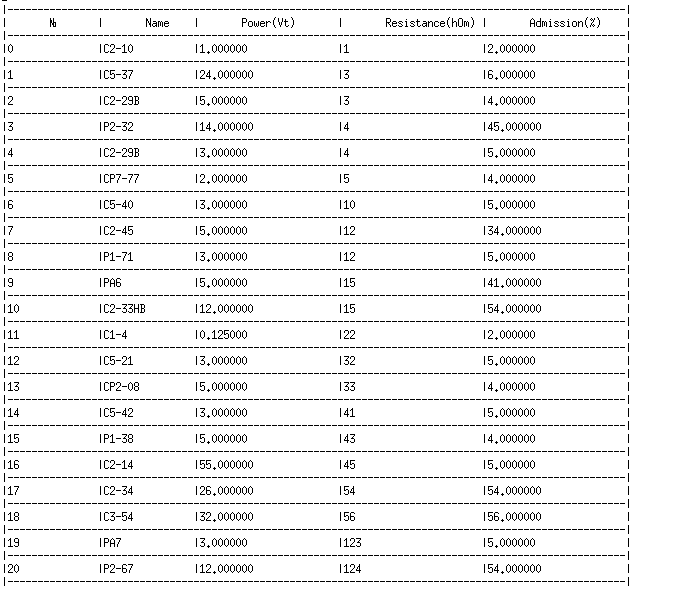 |------------------------------------------------------------------------------|
| № | Name | Power(Vt) | Resistance(hOm) | Admission(%) |
|0 |C2-10 |1.000000 |1 |2.000000 |
|1 |C5-37 |24.000000 |3 |6.000000 |
|2 |C2-29B |5.000000 |3 |4.000000 |
|3 |P2-32 |14.000000 |4 |45.000000 |
|4 |C2-29B |3.000000 |4 |5.000000 |
|5 |CP7-77 |2.000000 |5 |4.000000 |
|6 |C5-40 |3.000000 |10 |5.000000 |
|7 |C2-45 |5.000000 |12 |34.000000 |
|8 |P1-71 |3.000000 |12 |5.000000 |
|9 |PA6 |5.000000 |15 |41.000000 |
|10 |C2-33HB |12.000000 |15 |54.000000 |
|11 |C1-4 |0.125000 |22 |2.000000 |
|12 |C5-21 |3.000000 |32 |5.000000 |
|13 |CP2-08 |5.000000 |33 |4.000000 |
|14 |C5-42 |3.000000 |41 |5.000000 |
|15 |P1-38 |5.000000 |43 |4.000000 |
|16 |C2-14 |55.000000 |45 |5.000000 |
|17 |C2-34 |26.000000 |54 |54.000000 |
|18 |C3-54 |32.000000 |56 |56.000000 |
|19 |PA7 |3.000000 |123 |5.000000 |
|20 |P2-67 |12.000000 |124 |54.000000 |